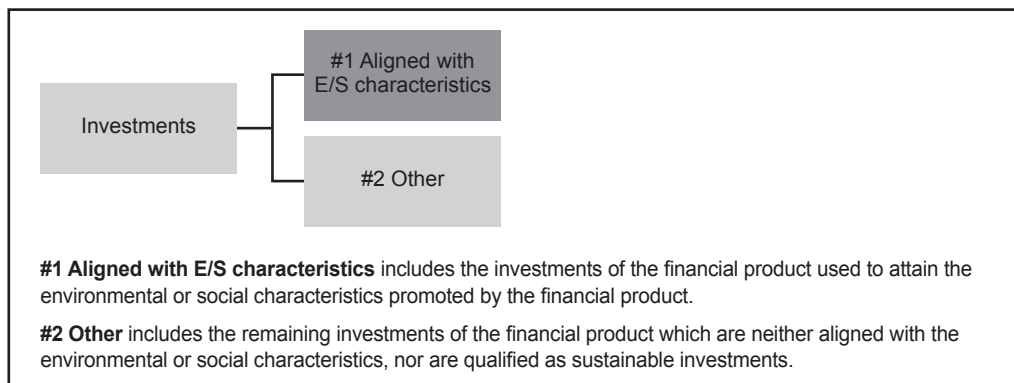 #1 Aligned with
E/S characteristics
Investments
#2 Other
#1 Aligned with E/S characteristics includes the investments of the financial product used to attain the
environmental or social characteristics promoted by the financial product.
#2 Other includes the remaining investments of the financial product which are neither aligned with the
environmental or social characteristics, nor are qualified as sustainable investments.